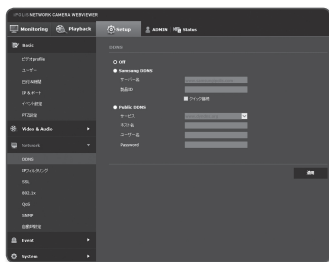 iPOLiS NETWORK CAMERA WEBVIEWER
Monitoring
Playback
Setup
ADMIN
Status
Basic
ビデオprofile
ユーザー
日付&時間
IP & ポート
イベント設定
PTZ設定
Video & Audio
Network
DDNS
IPフィルタリング
SSL
802.1x
QoS
SNMP
自動IP設定
Event
System
DDNS
Off
Samsung DDNS
サーバー名
製品ID
クイック接続
Public DDNS
サービス
ホスト名
ユーザー名
Password
適用